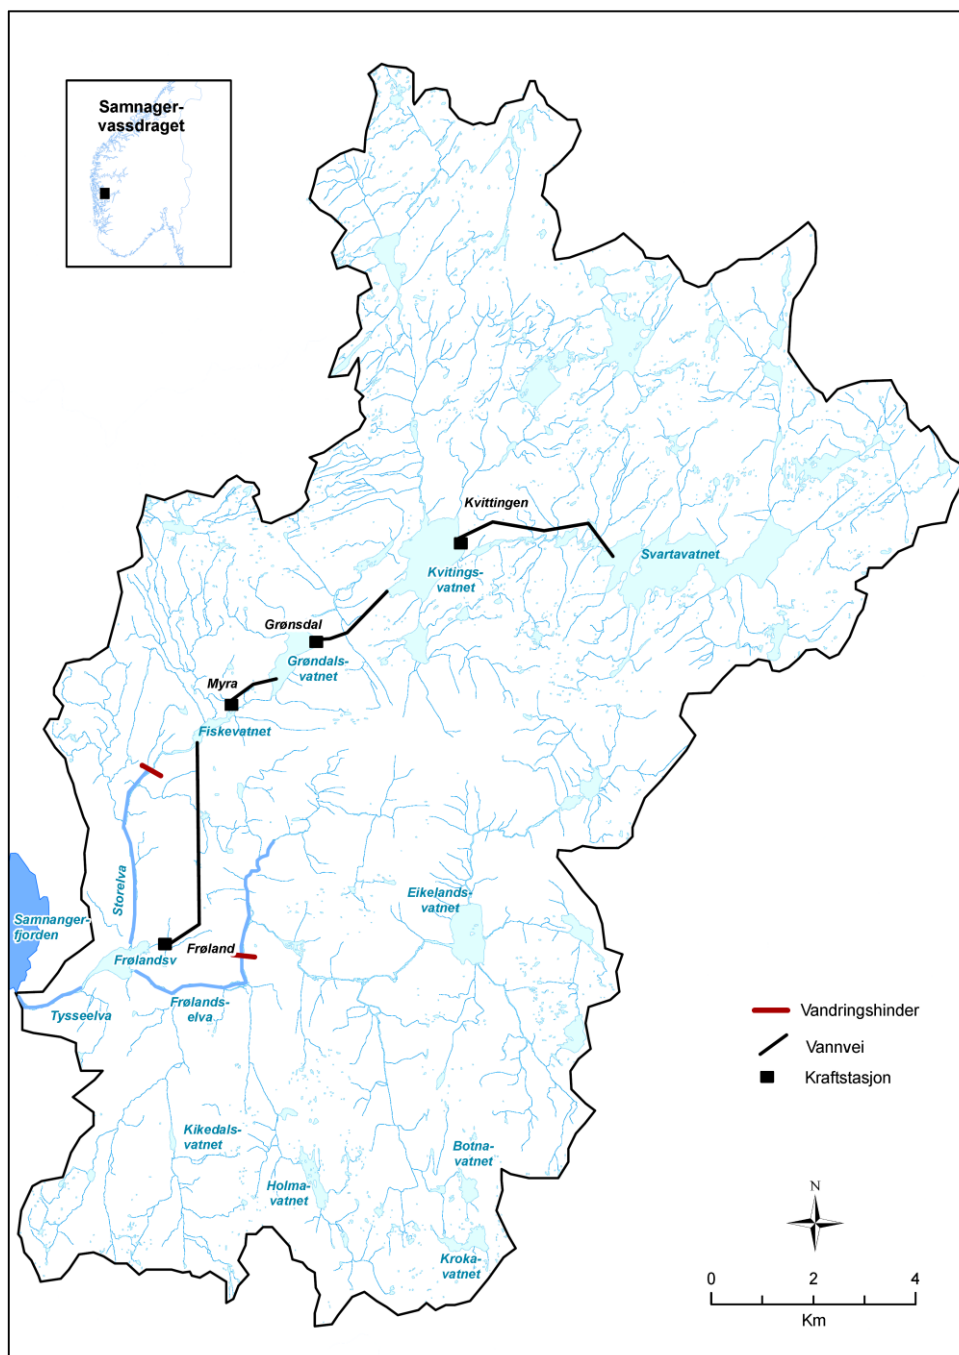 Samnager-
vassdraget
Kvittingen
Svartavatnet
Kvitings-
vatnet
Grønsdal
Grøndals-
vatnet
Myra
Fiskevatnet
Storelva
Eikelands-
vatnet
Samnanger-
fjorden
Frølandsv
Frøland
Tysseelva
Frølands-
elva
Vandringshinder
Vannvei
Kraftstasjon
Kikedals-
vatnet
Botna-
vatnet
Holma-
vatnet
Kroka-
vatnet
N
0 2 4
Km